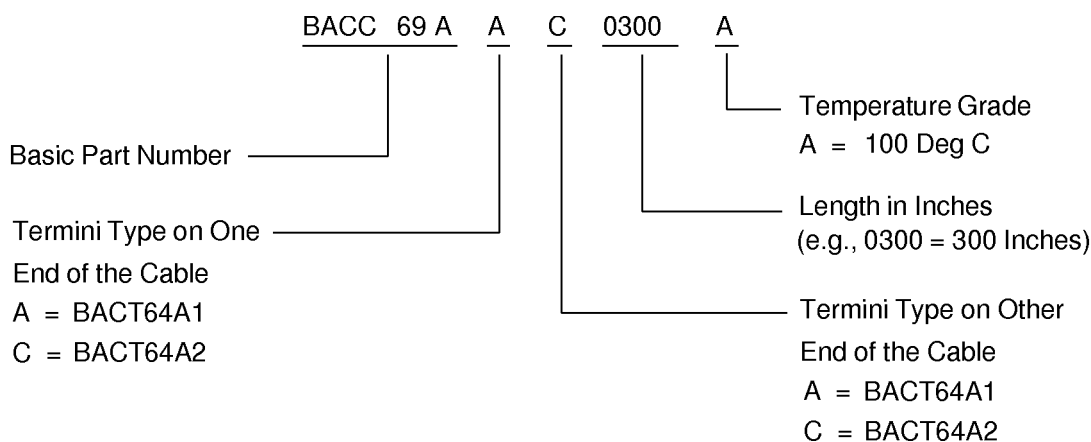 BACC 69 A A C 0300 A
Temperature Grade
A = 100 Deg C
Basic Part Number
Length in Inches
(e.g., 0300 = 300 Inches)
Termini Type on One
End of the Cable
A = BACT64A1
C = BACT64A2
Termini Type on Other
End of the Cable
A = BACT64A1
C = BACT64A2